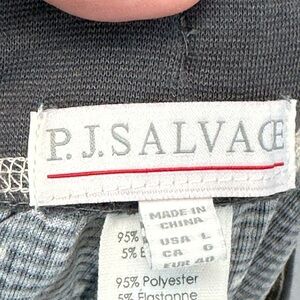 P.J.SALVAGE
MADE IN
CHINA
USA L
CA G
EUR 40
95%
5% E
95% Polyester
5% Elastanne